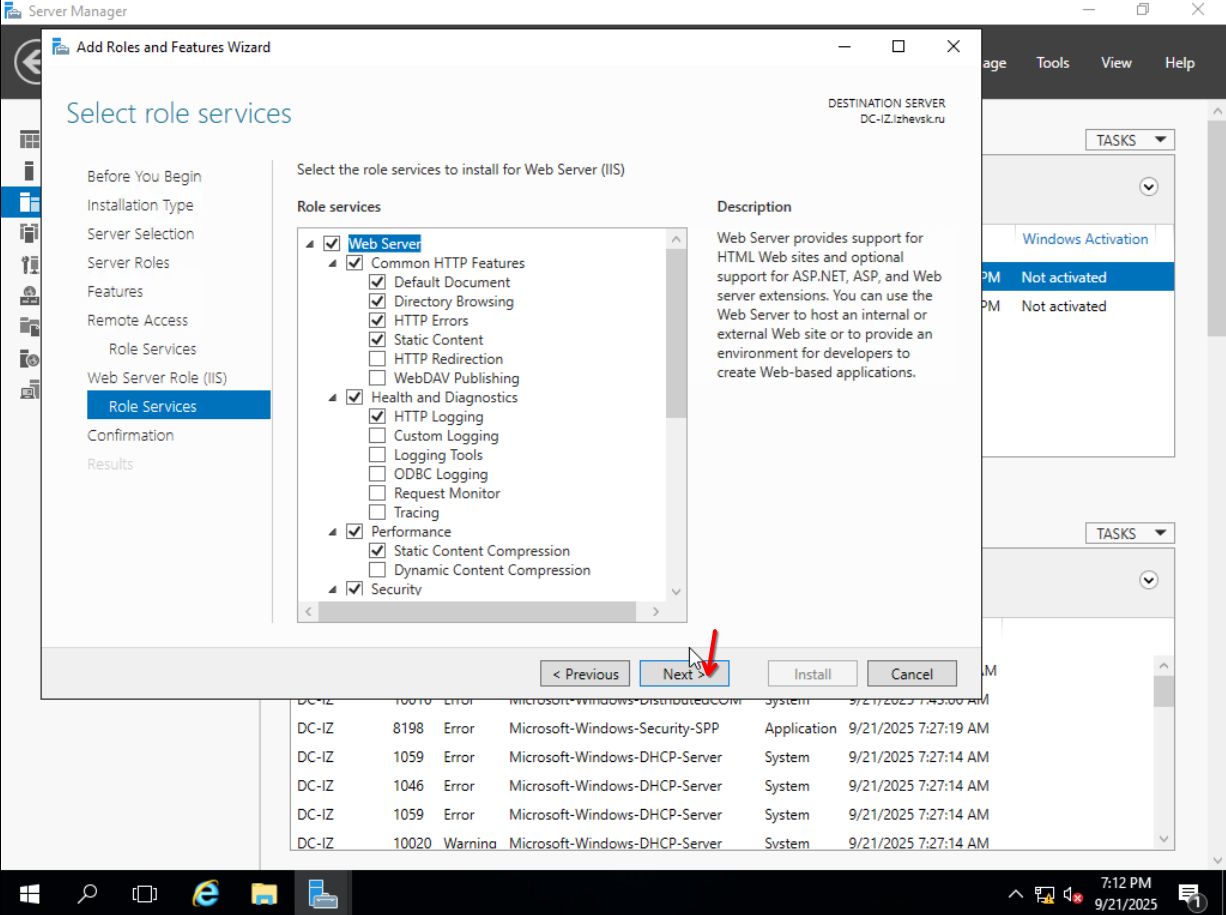 Server Manager
Add Roles and Features Wizard
age Tools View Help
Select role services
DESTINATION SERVER
DC-IZ.Izhevsk.ru
TASKS
Before You Begin
Installation Type
Server Selection
Server Roles
Features
Remote Access
Role Services
Web Server Role (IIS)
Role Services
Confirmation
Results
Select the role services to install for Web Server (IIS)
Role services
Web Server
Common HTTP Features
Default Document
Directory Browsing
HTTP Errors
Static Content
HTTP Redirection
WebDAV Publishing
Health and Diagnostics
HTTP Logging
Custom Logging
Logging Tools
ODBC Logging
Request Monitor
Tracing
Performance
Static Content Compression
Dynamic Content Compression
Security
Description
Web Server provides support for
HTML Web sites and optional
support for ASP.NET, ASP, and Web
server extensions. You can use the
Web Server to host an internal or
external Web site or to provide an
environment for developers to
create Web-based applications.
Windows Activation
PM Not activated
PM Not activated
TASKS
< Previous
Next >
Install
Cancel
AM
DC-IZ 10016 Error Microsoft-Windows-DistributedCOM System 9/21/2025 AM
DC-IZ 8198 Error Microsoft-Windows-Security-SPP Application 9/21/2025 7:27:19 AM
DC-IZ 1059 Error Microsoft-Windows-DHCP-Server System 9/21/2025 7:27:14 AM
DC-IZ 1046 Error Microsoft-Windows-DHCP-Server System 9/21/2025 7:27:14 AM
DC-IZ 1059 Error Microsoft-Windows-DHCP-Server System 9/21/2025 7:27:14 AM
DC-IZ 10020 Warning Microsoft-Windows-DHCP-Server System 9/21/2025 7:27:14 AM
7:12 PM
9/21/2025
1